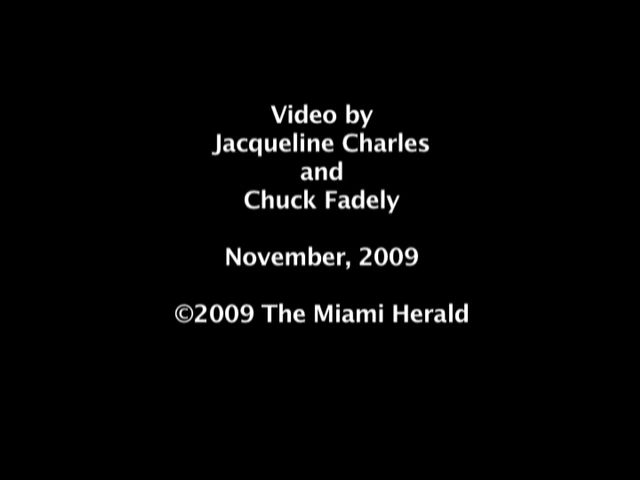 Video by
Jacqueline Charles
and
Chuck Fadely
November, 2009
©2009 The Miami Herald